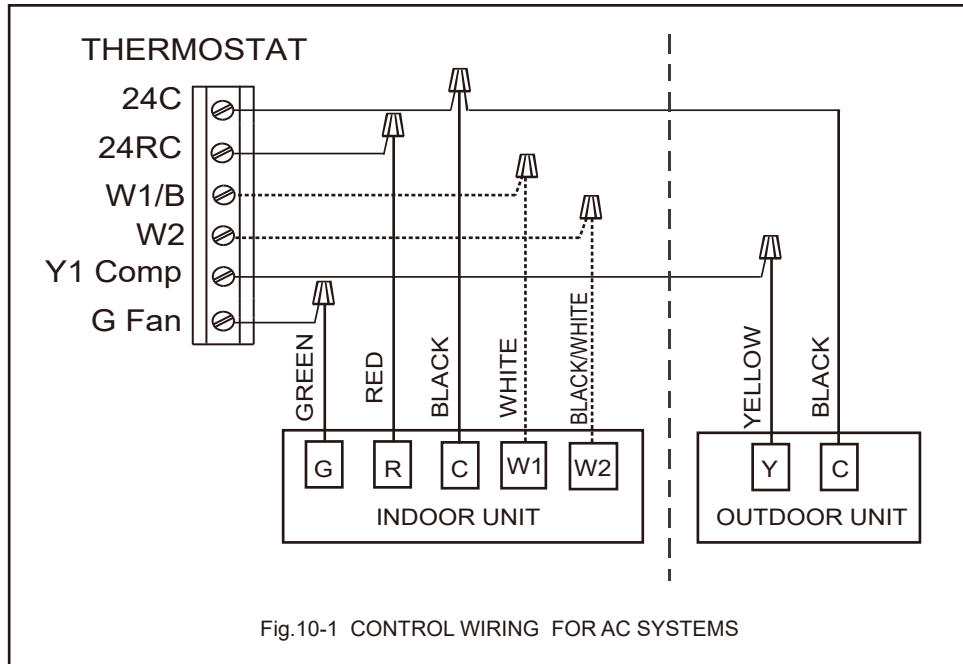 THERMOSTAT
24C
24RC
W1/B
W2
Y1 Comp
G Fan
GREEN
RED
BLACK
WHITE
BLACK/WHITE
YELLOW
BLACK
G
R
C
W1
W2
Y
C
INDOOR UNIT
OUTDOOR UNIT
Fig.10-1 CONTROL WIRING FOR AC SYSTEMS